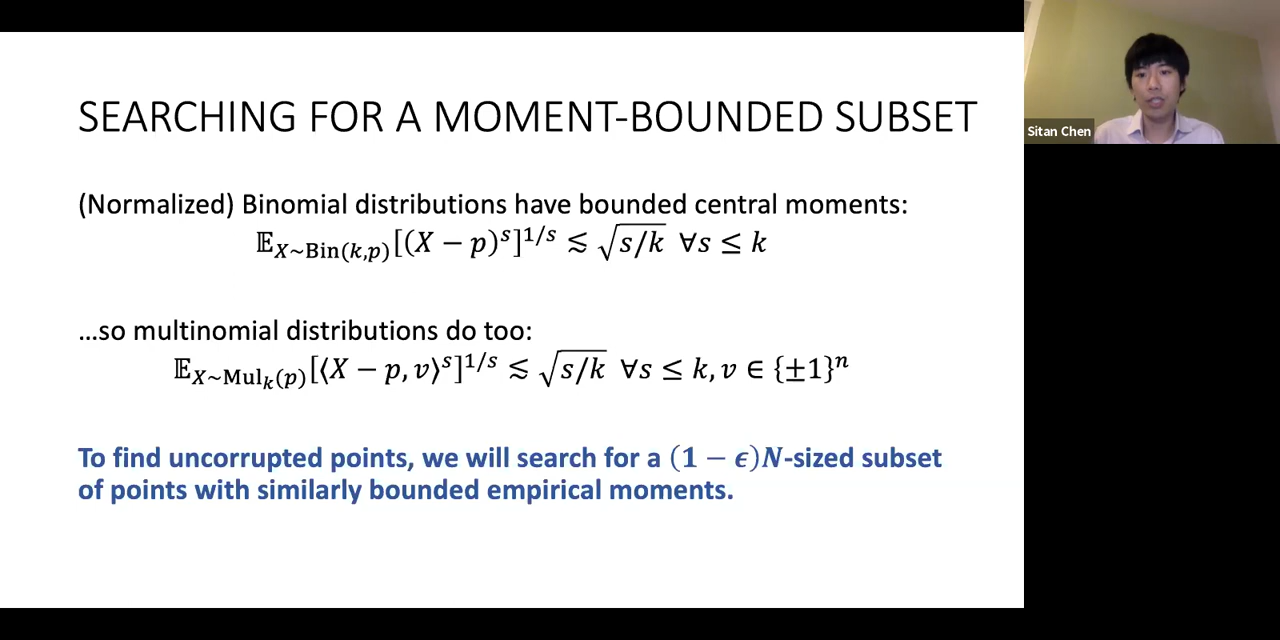 SEARCHING FOR A MOMENT-BOUNDED SUBSET
Sitan Chen
(Normalized) Binomial distributions have bounded central moments:
𝔼_{X∼Bin(k,p)}[(X − p)^s]^{1/s} ≲ √(s/k) ∀s ≤ k
...so multinomial distributions do too:
𝔼_{X∼Mul_k(p)}[⟨X − p, v⟩^s]^{1/s} ≲ √(s/k) ∀s ≤ k, v ∈ {±1}^n
To find uncorrupted points, we will search for a (1 − ϵ)N-sized subset
of points with similarly bounded empirical moments.